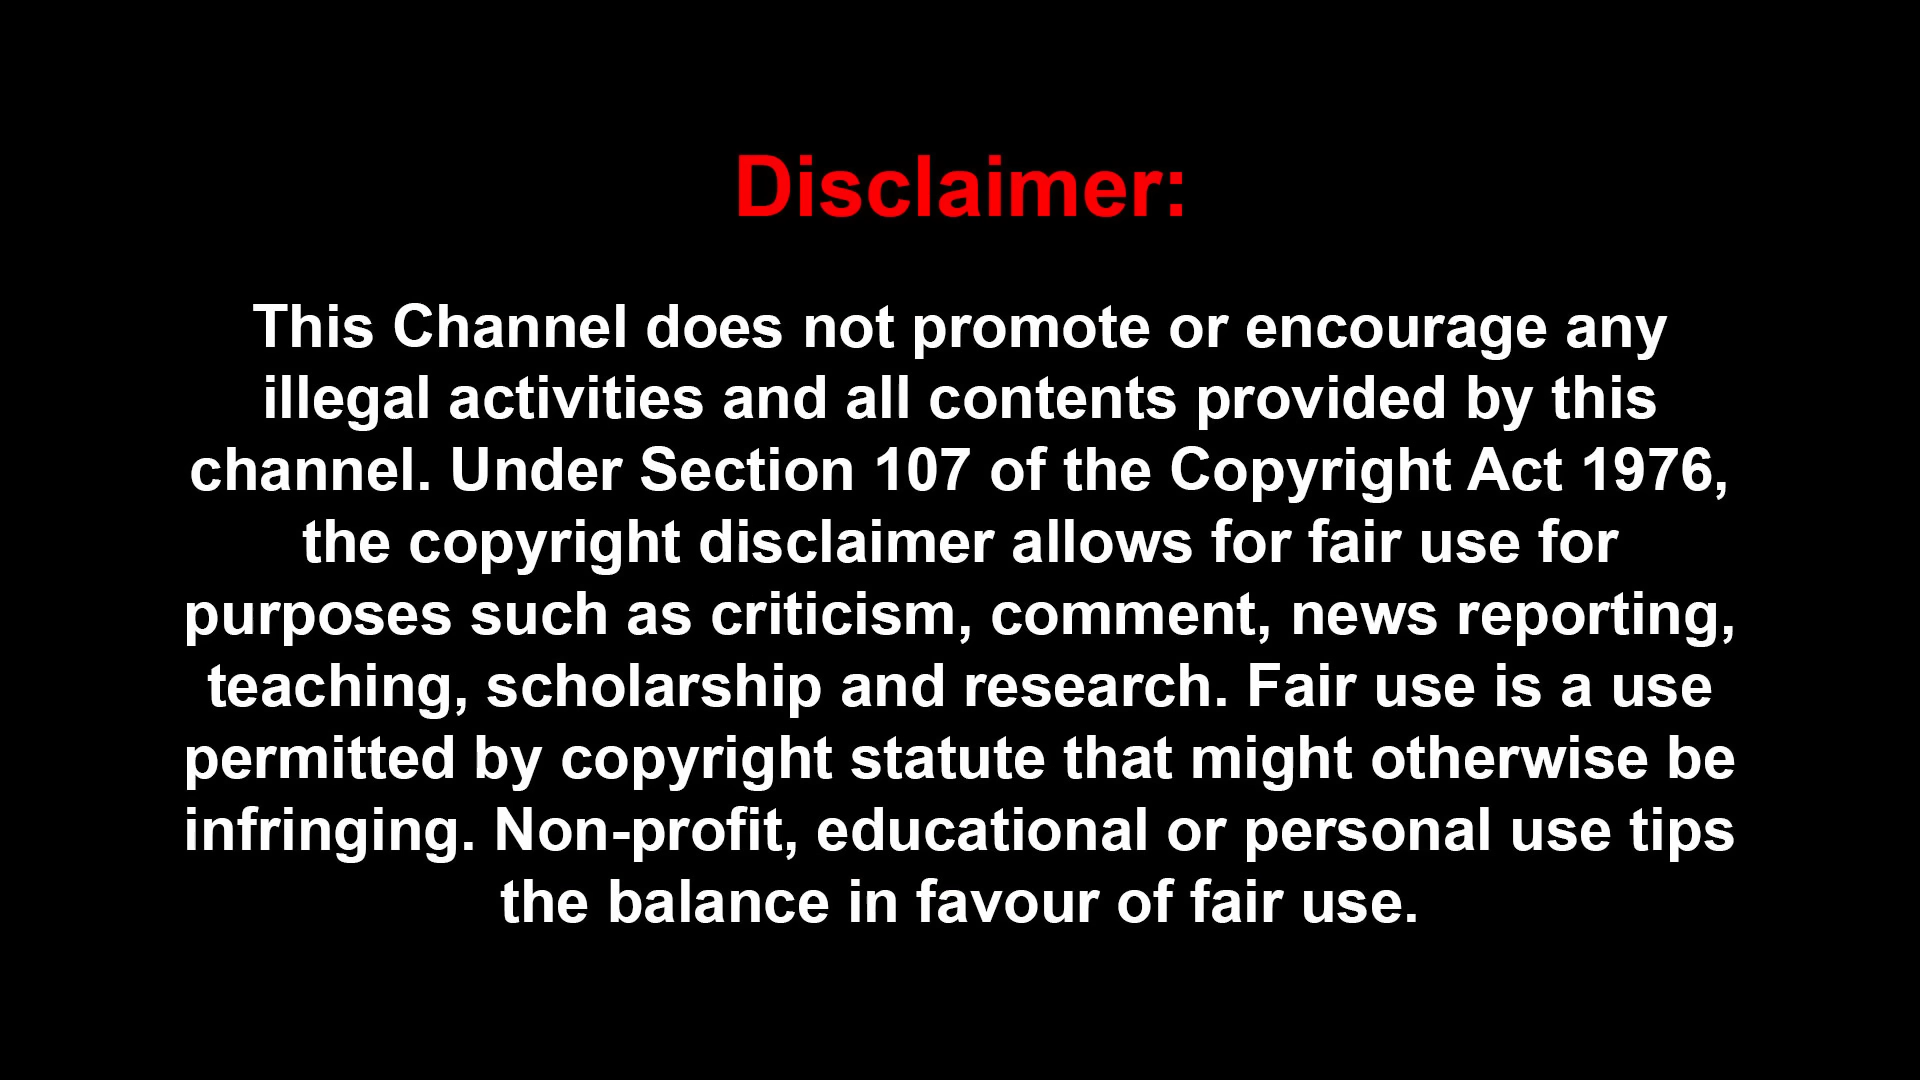 Disclaimer:
This Channel does not promote or encourage any
illegal activities and all contents provided by this
channel. Under Section 107 of the Copyright Act 1976,
the copyright disclaimer allows for fair use for
purposes such as criticism, comment, news reporting,
teaching, scholarship and research. Fair use is a use
permitted by copyright statute that might otherwise be
infringing. Non-profit, educational or personal use tips
the balance in favour of fair use.